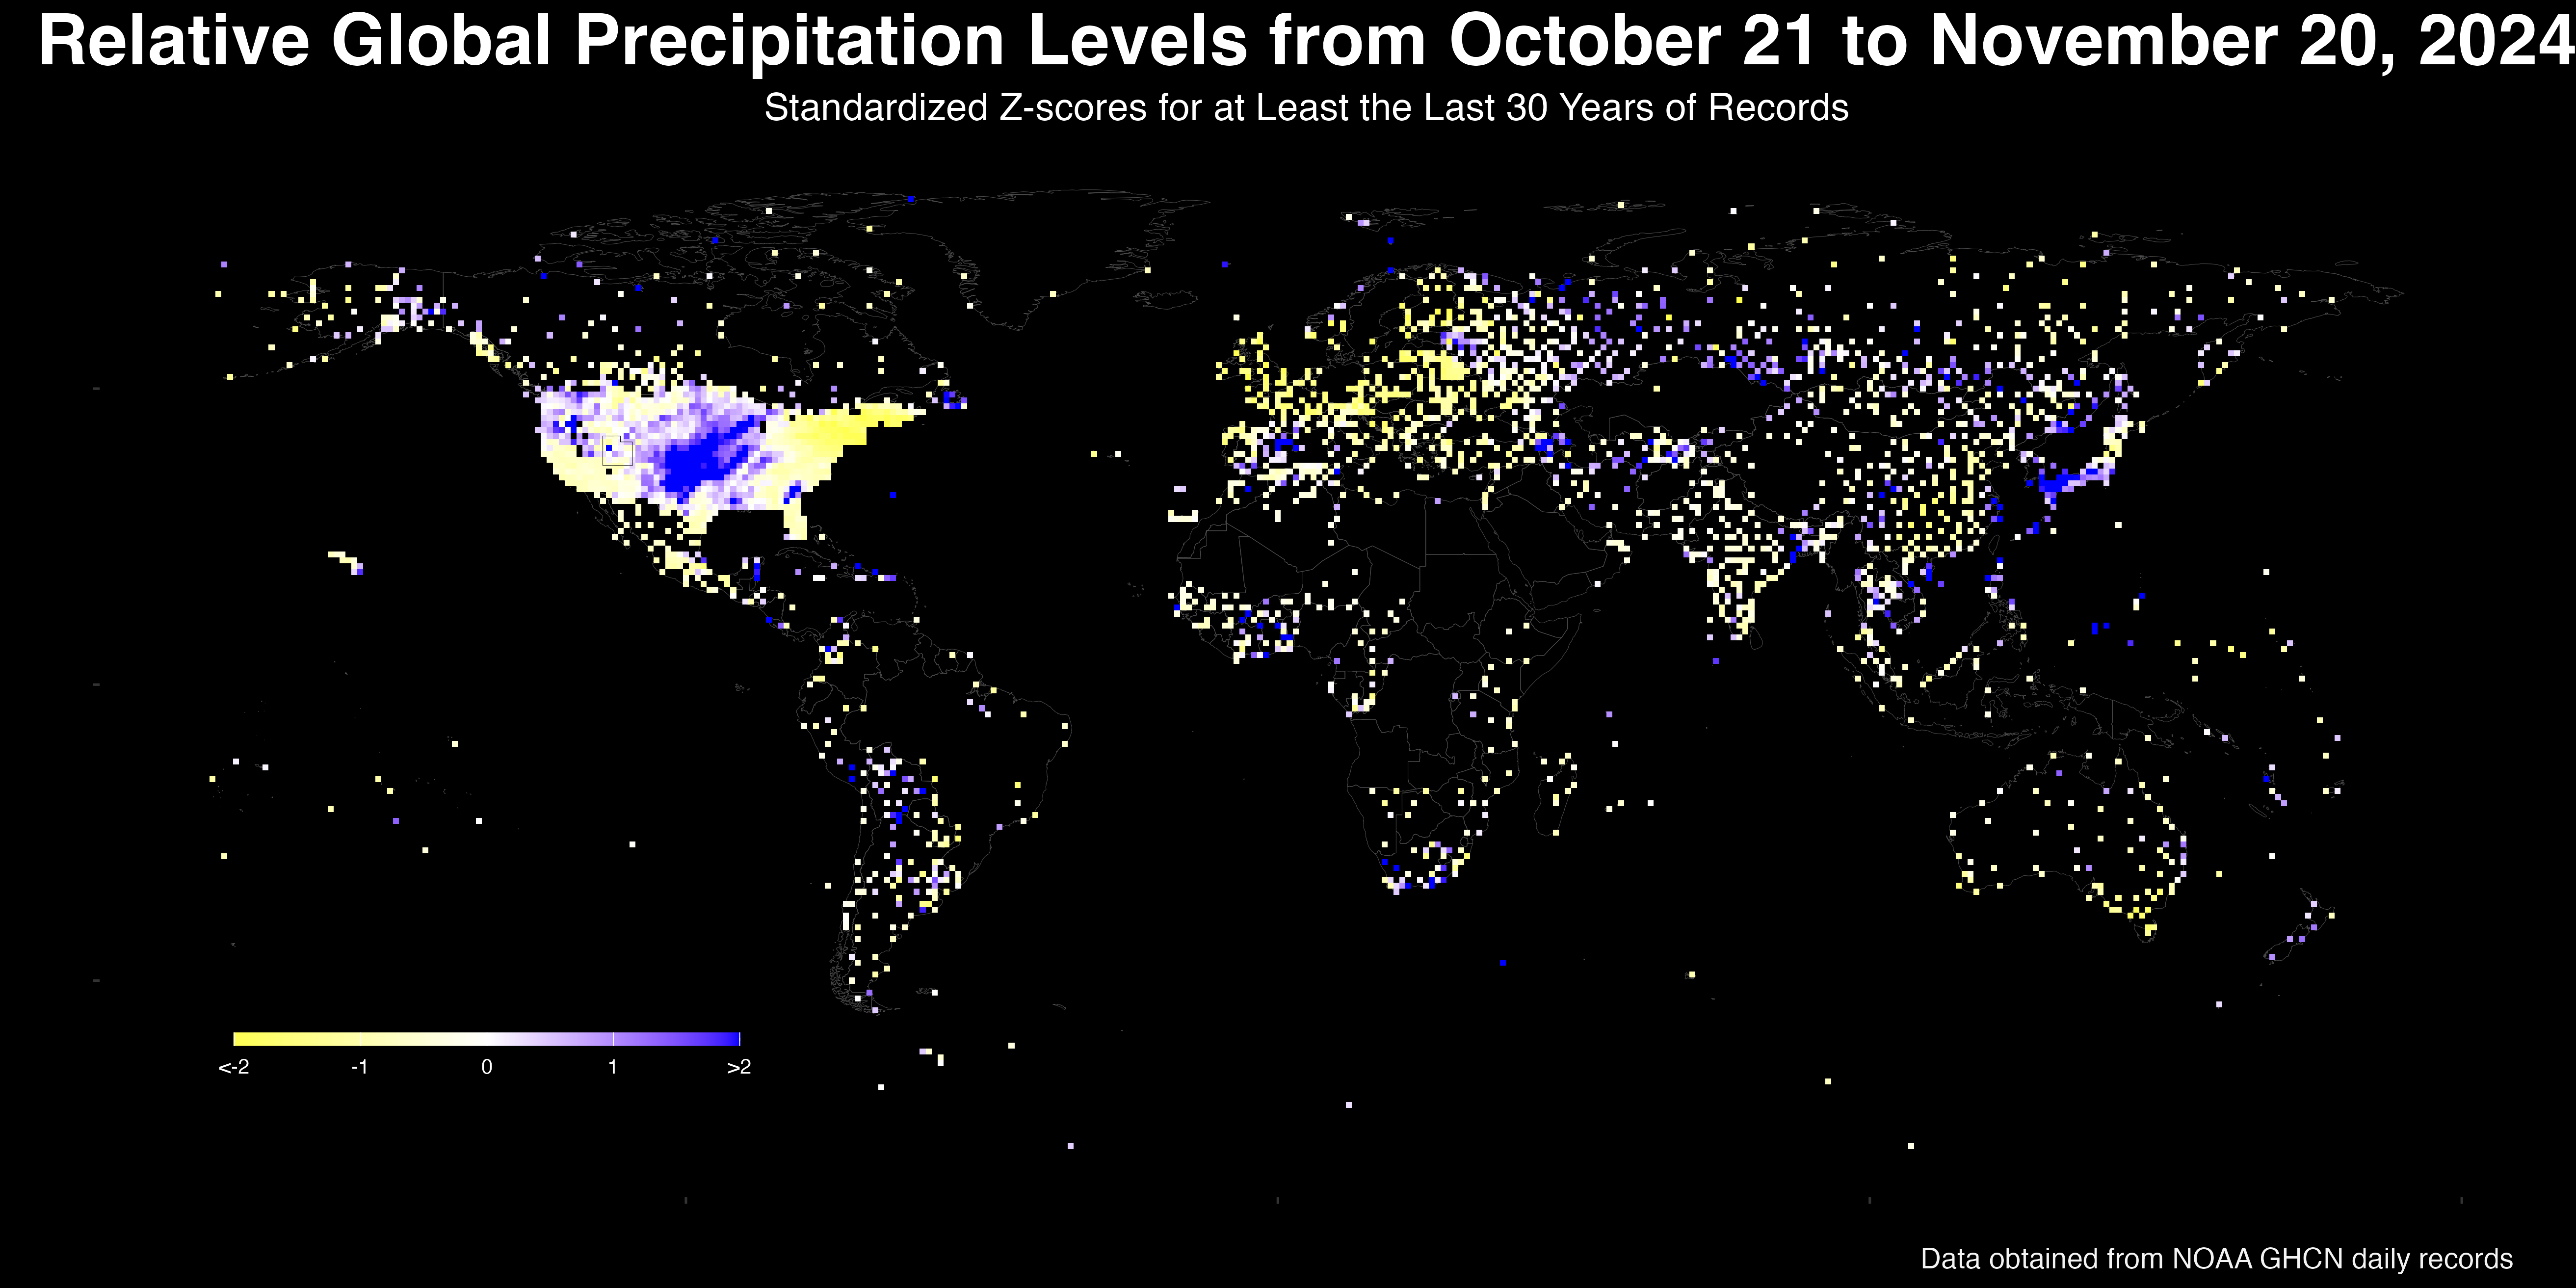 Relative Global Precipitation Levels from October 21 to November 20, 2024
Standardized Z-scores for at Least the Last 30 Years of Records
<-2 -1 0 1 >2
Data obtained from NOAA GHCN daily records